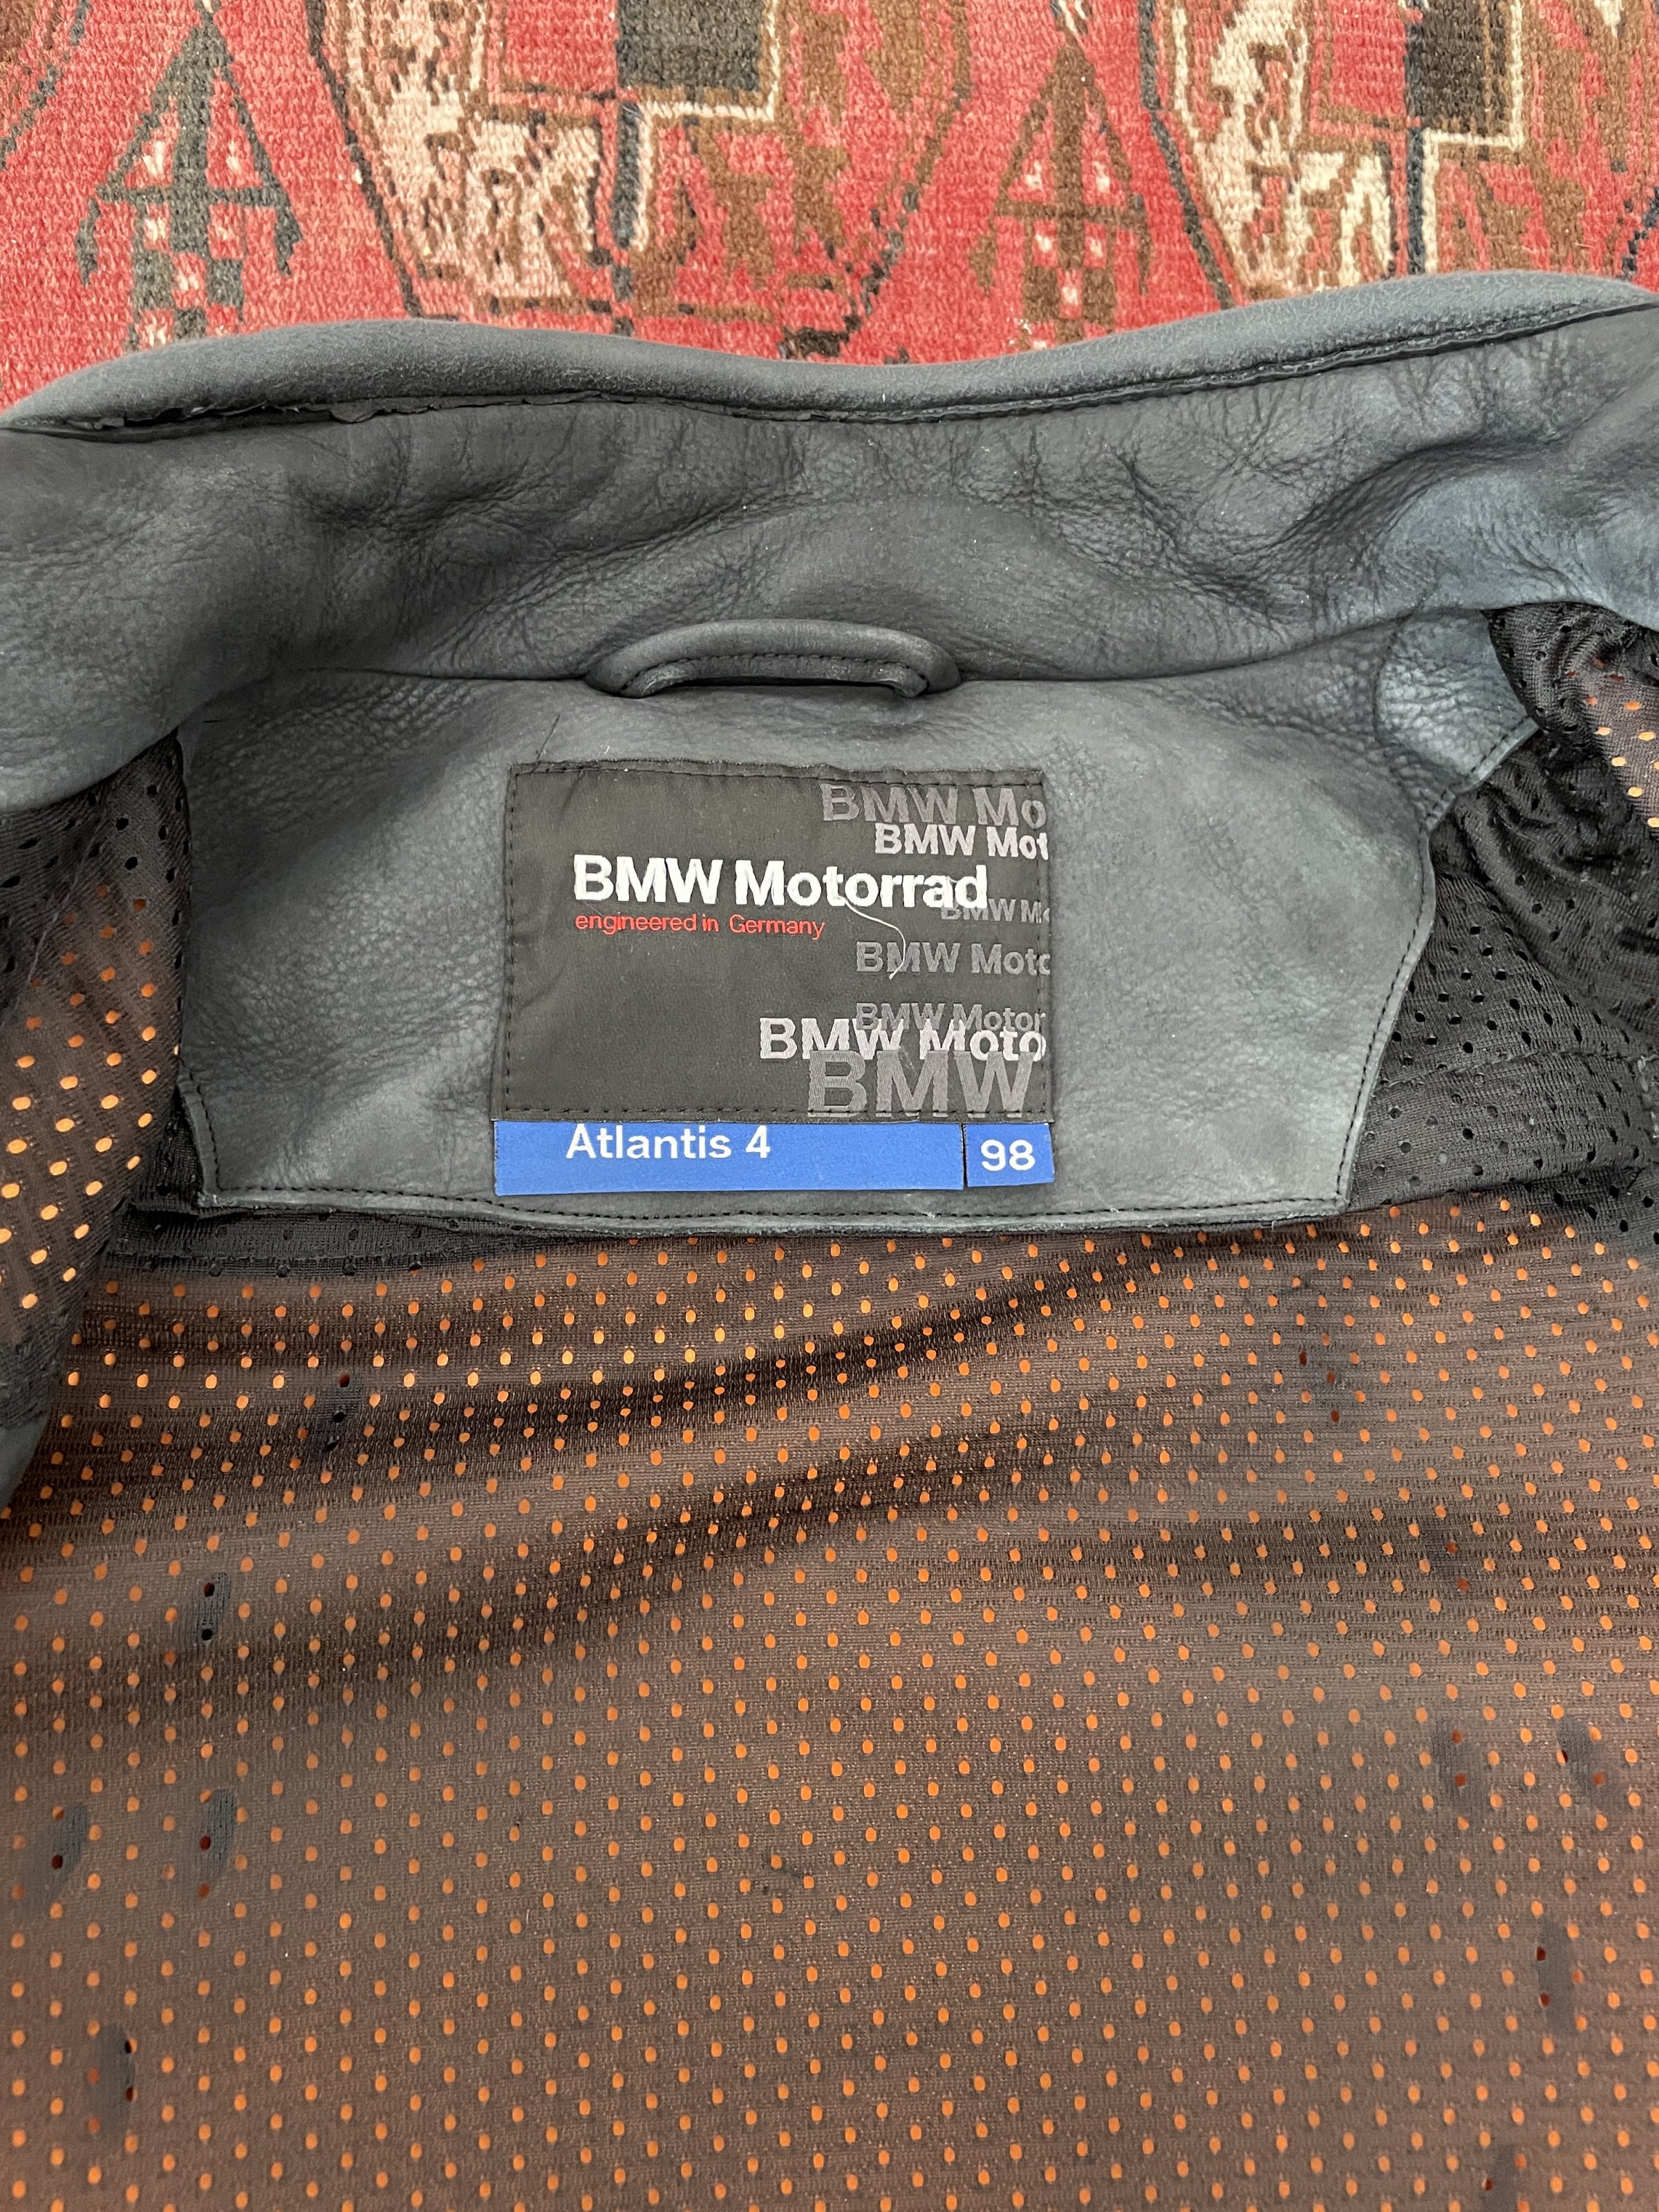 BMW Mo
BMW Mot
BMW Motorrad
BMW Mo
engineered in Germany
BMW Moto
BMW Motor
BMW Moto
BMW
Atlantis 4
98